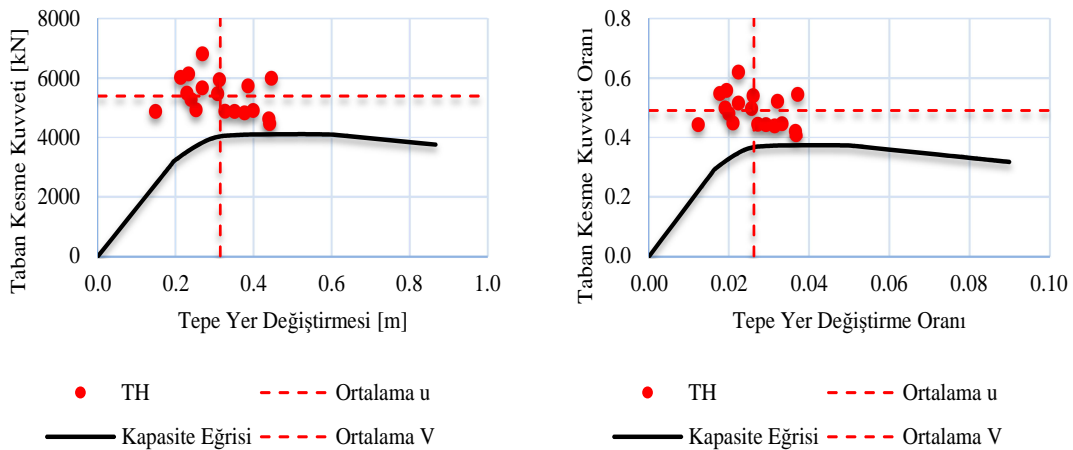 Taban Kesme Kuvveti [kN]
8000
6000
4000
2000
0
0.0 0.2 0.4 0.6 0.8 1.0
Tepe Yer Değiştirmesi [m]
TH
Ortalama u
Kapasite Eğrisi
Ortalama V
Taban Kesme Kuvveti Oranı
0.8
0.6
0.4
0.2
0.0
0.00 0.02 0.04 0.06 0.08 0.10
Tepe Yer Değiştirme Oranı
TH
Ortalama u
Kapasite Eğrisi
Ortalama V